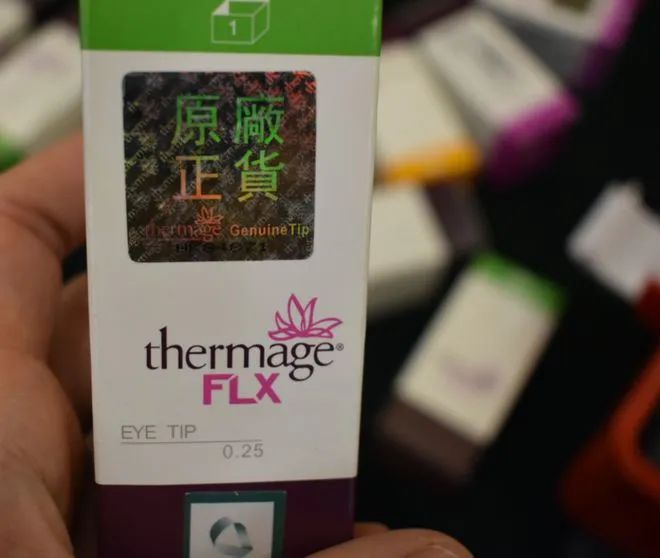 1
原廠
正貨
thermage GenuineTip
thermage®
FLX
EYE TIP
0.25